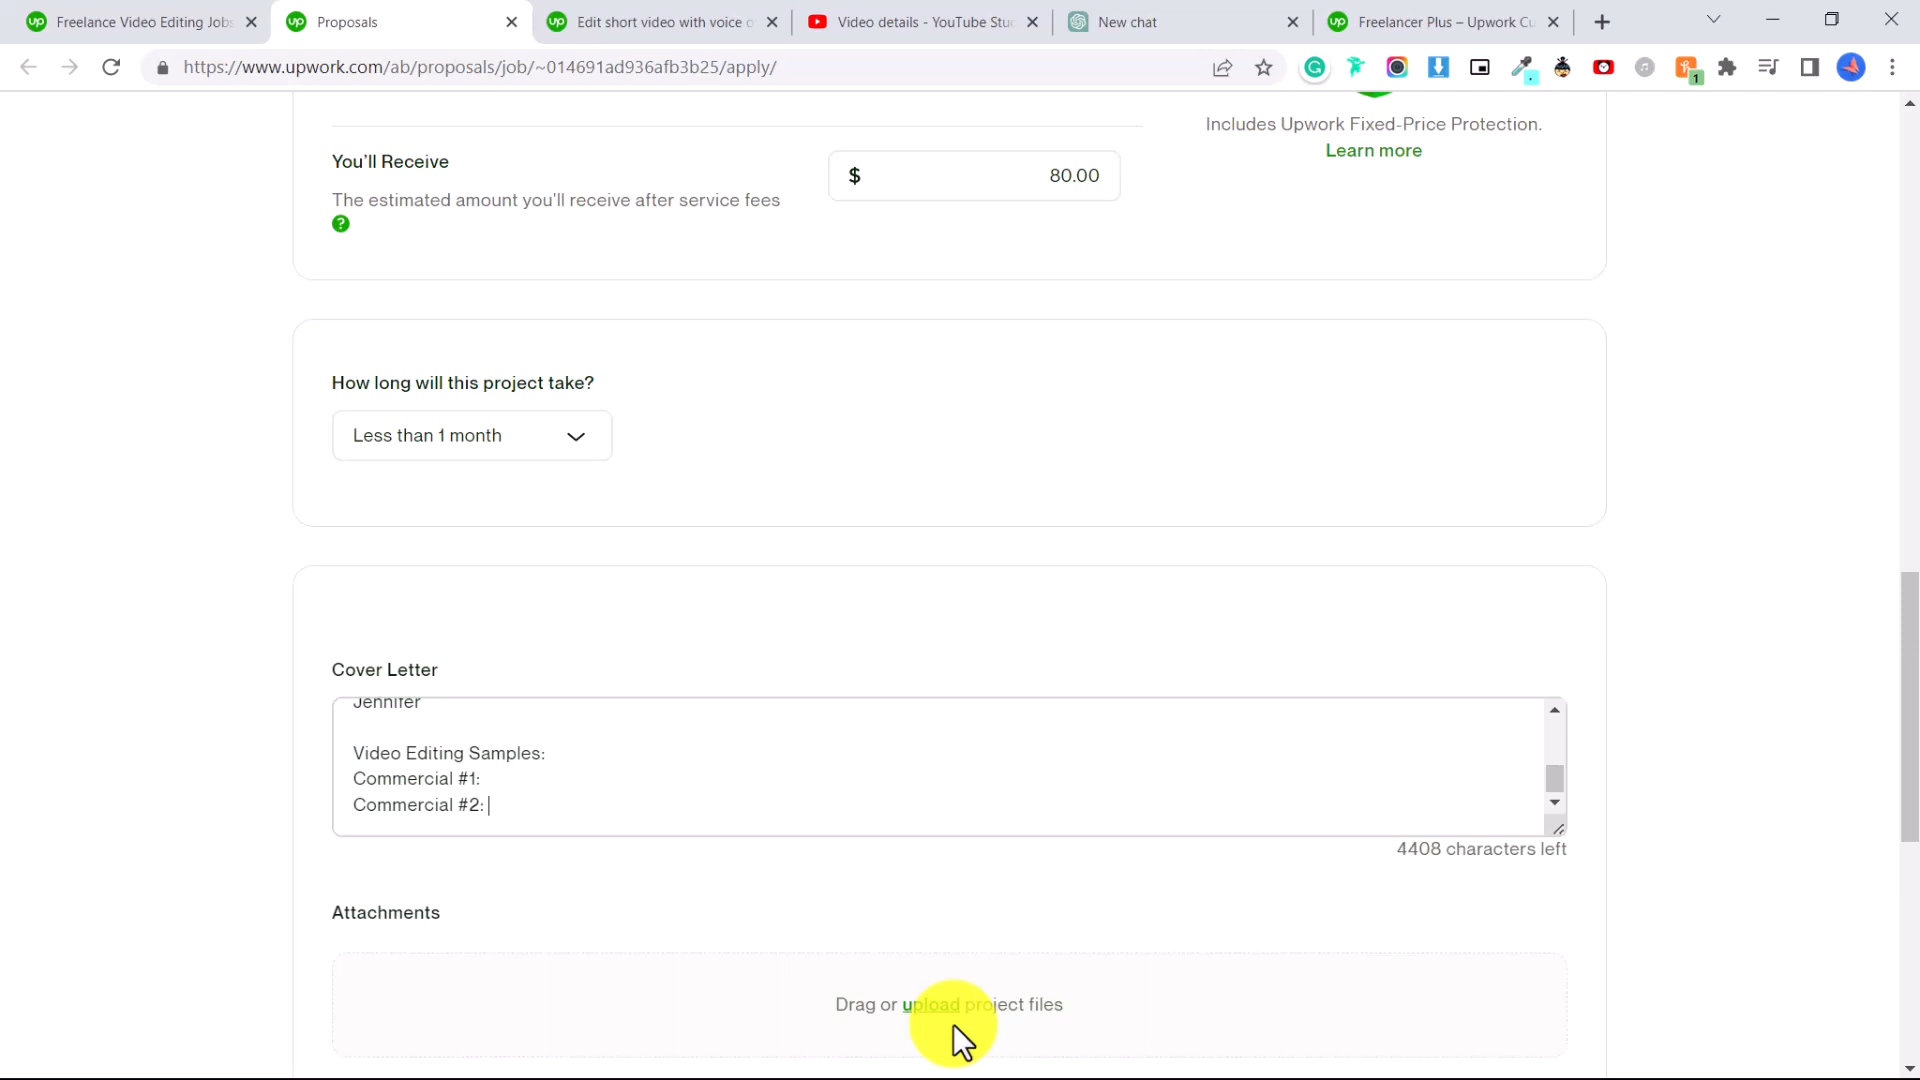 Freelance Video Editing Jobs
Proposals
Edit short video with voice o
Video details - YouTube Stu
New chat
Freelancer Plus – Upwork Cu
https://www.upwork.com/ab/proposals/job/~014691ad936afb3b25/apply/
1
Includes Upwork Fixed-Price Protection.
Learn more
You'll Receive
$ 80.00
The estimated amount you'll receive after service fees
?
How long will this project take?
Less than 1 month
Cover Letter
Jennifer
Video Editing Samples:
Commercial #1:
Commercial #2:
4408 characters left
Attachments
Drag or upload project files